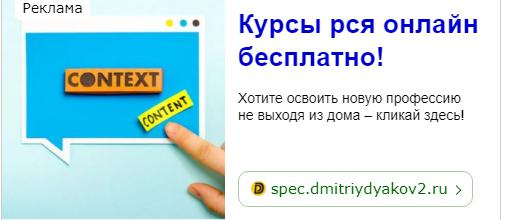 Реклама
Курсы рся онлайн
бесплатно!
CONTEXT
CONTENT
Хотите освоить новую профессию
не выходя из дома – кликай здесь!
spec.dmitriydyakov2.ru